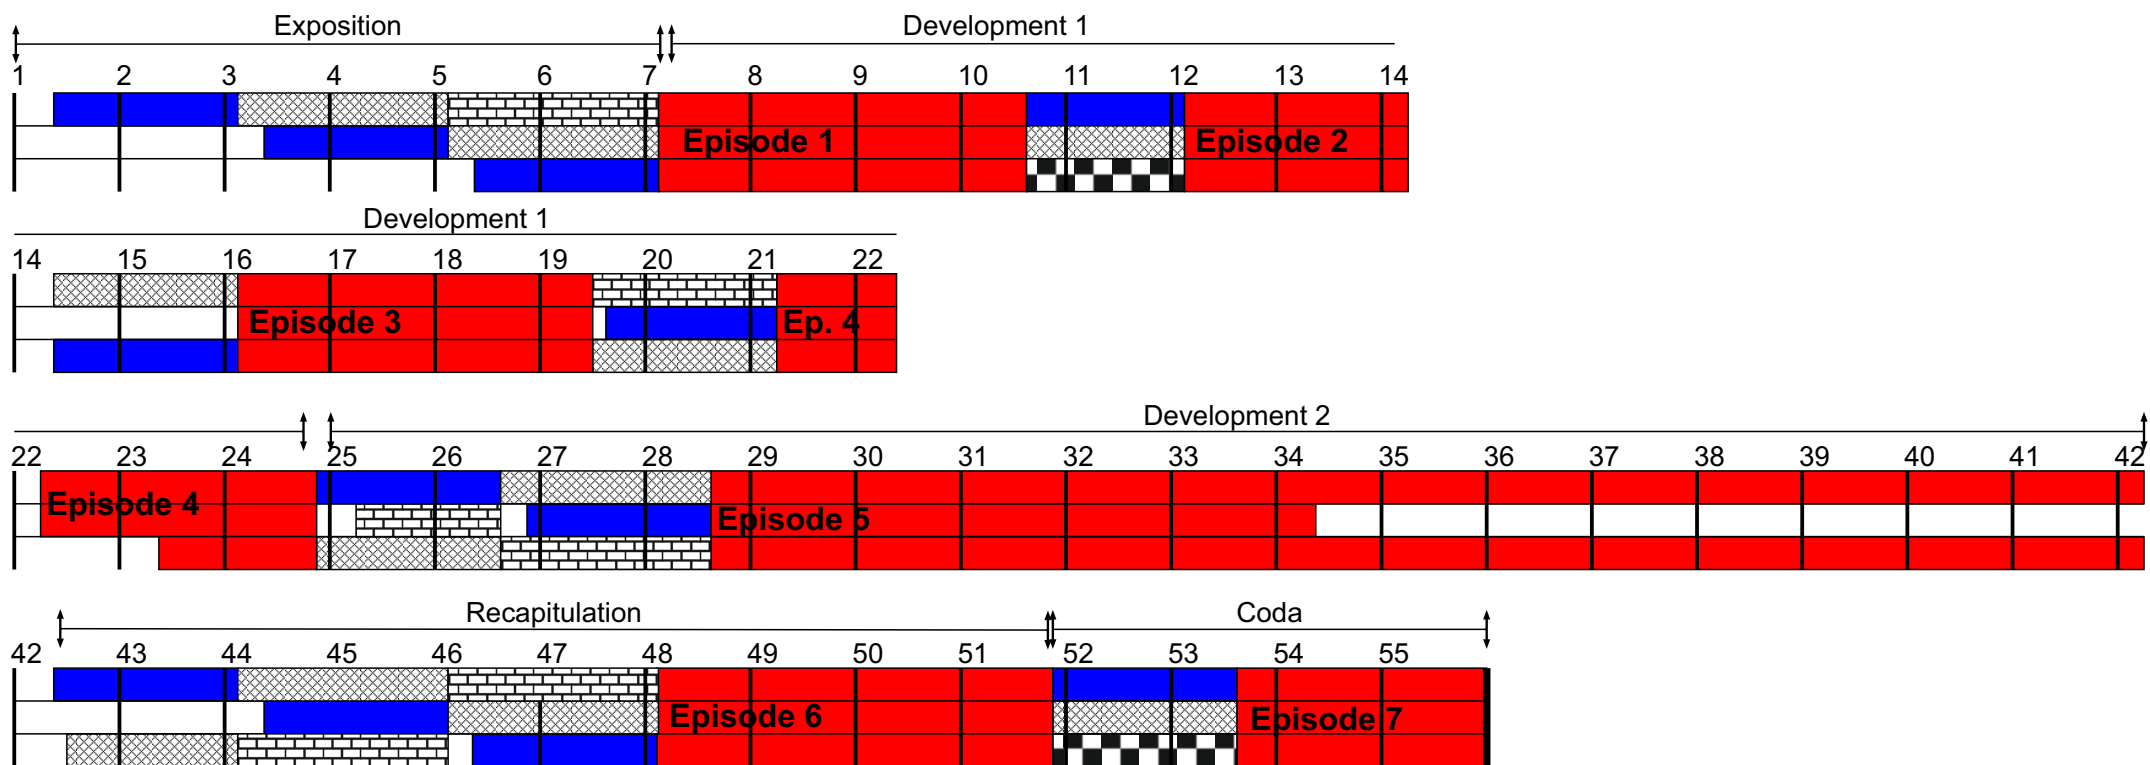 Exposition Development 1
1 2 3 4 5 6 7 8 9 10 11 12 13 14
Episode 1 Episode 2
Development 1
14 15 16 17 18 19 20 21 22
Episode 3 Ep. 4
Development 2
22 23 24 25 26 27 28 29 30 31 32 33 34 35 36 37 38 39 40 41 42
Episode 4 Episode 5
Recapitulation Coda
42 43 44 45 46 47 48 49 50 51 52 53 54 55
Episode 6 Episode 7